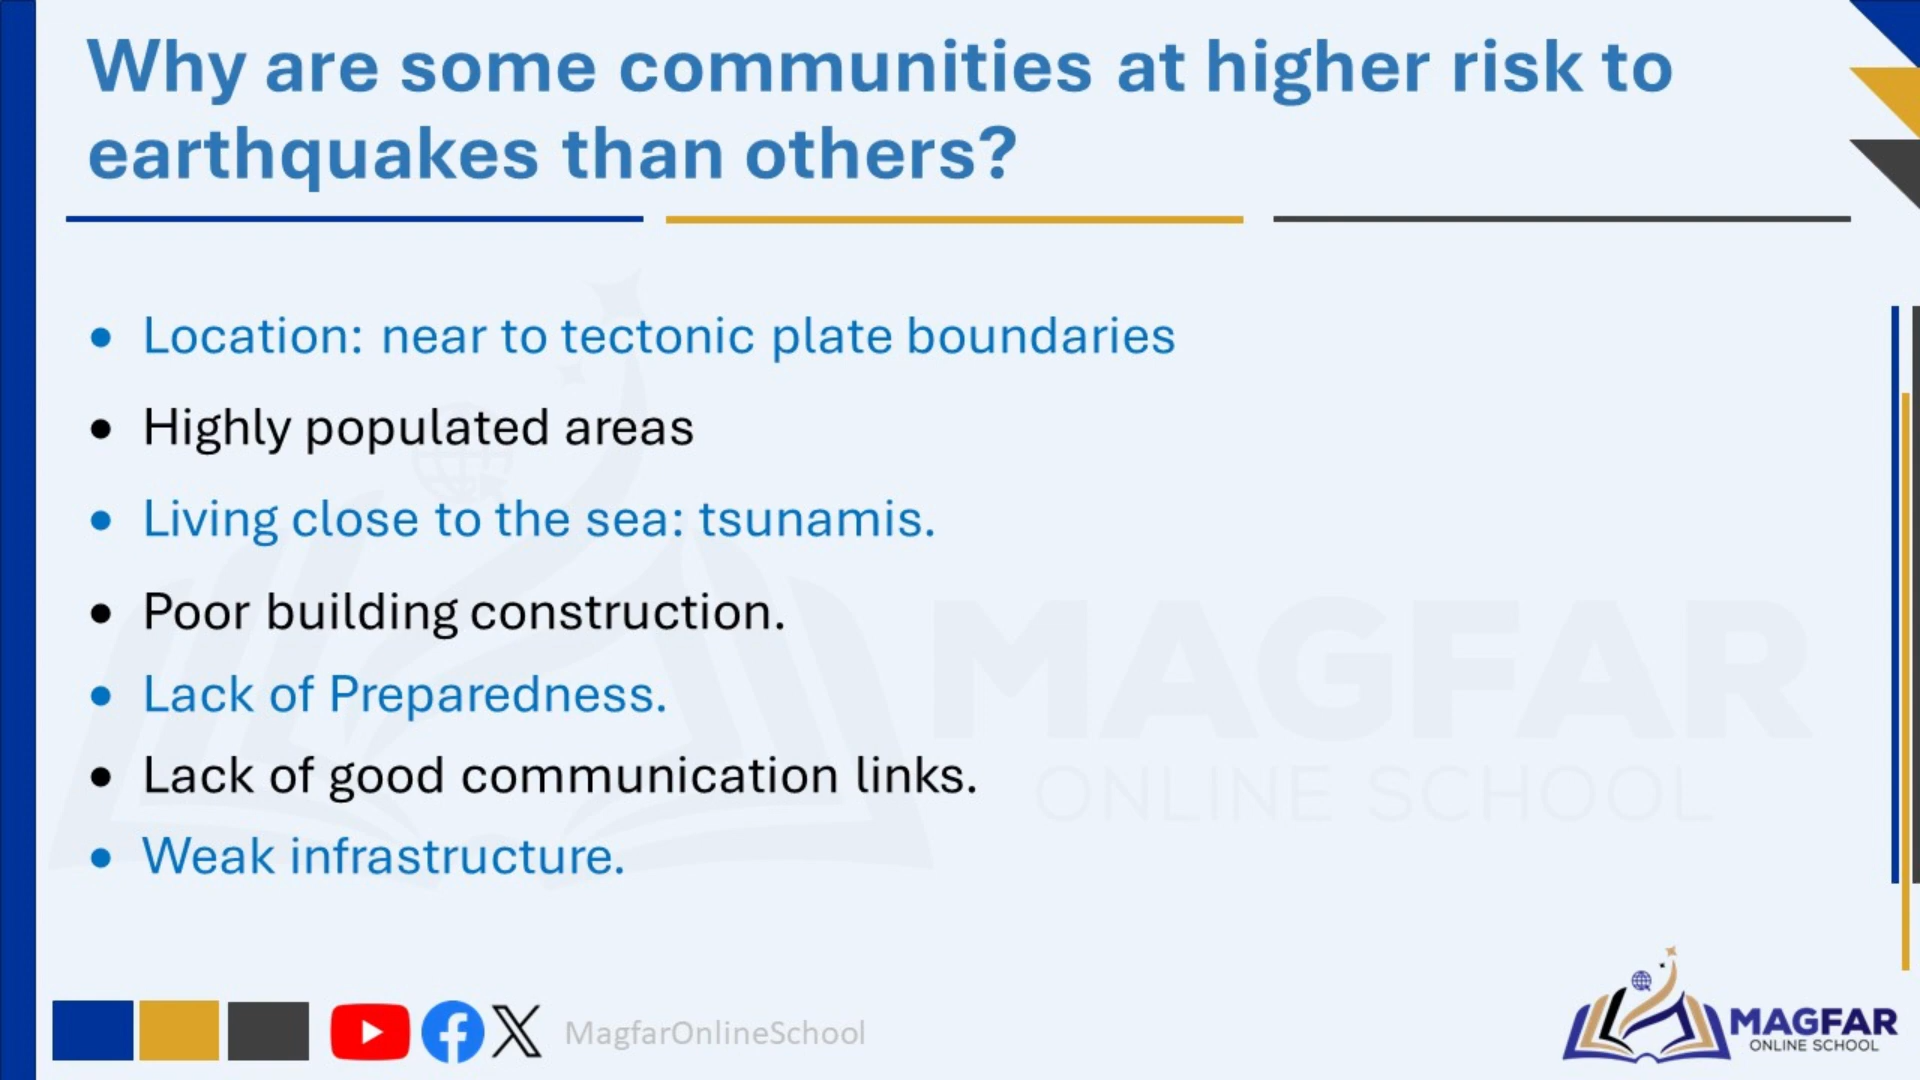 Why are some communities at higher risk to
earthquakes than others?
• Location: near to tectonic plate boundaries
• Highly populated areas
• Living close to the sea: tsunamis.
• Poor building construction.
• Lack of Preparedness.
• Lack of good communication links.
• Weak infrastructure.
MAGFAR
ONLINE SCHOOL
MagfarOnlineSchool
MAGFAR
ONLINE SCHOOL